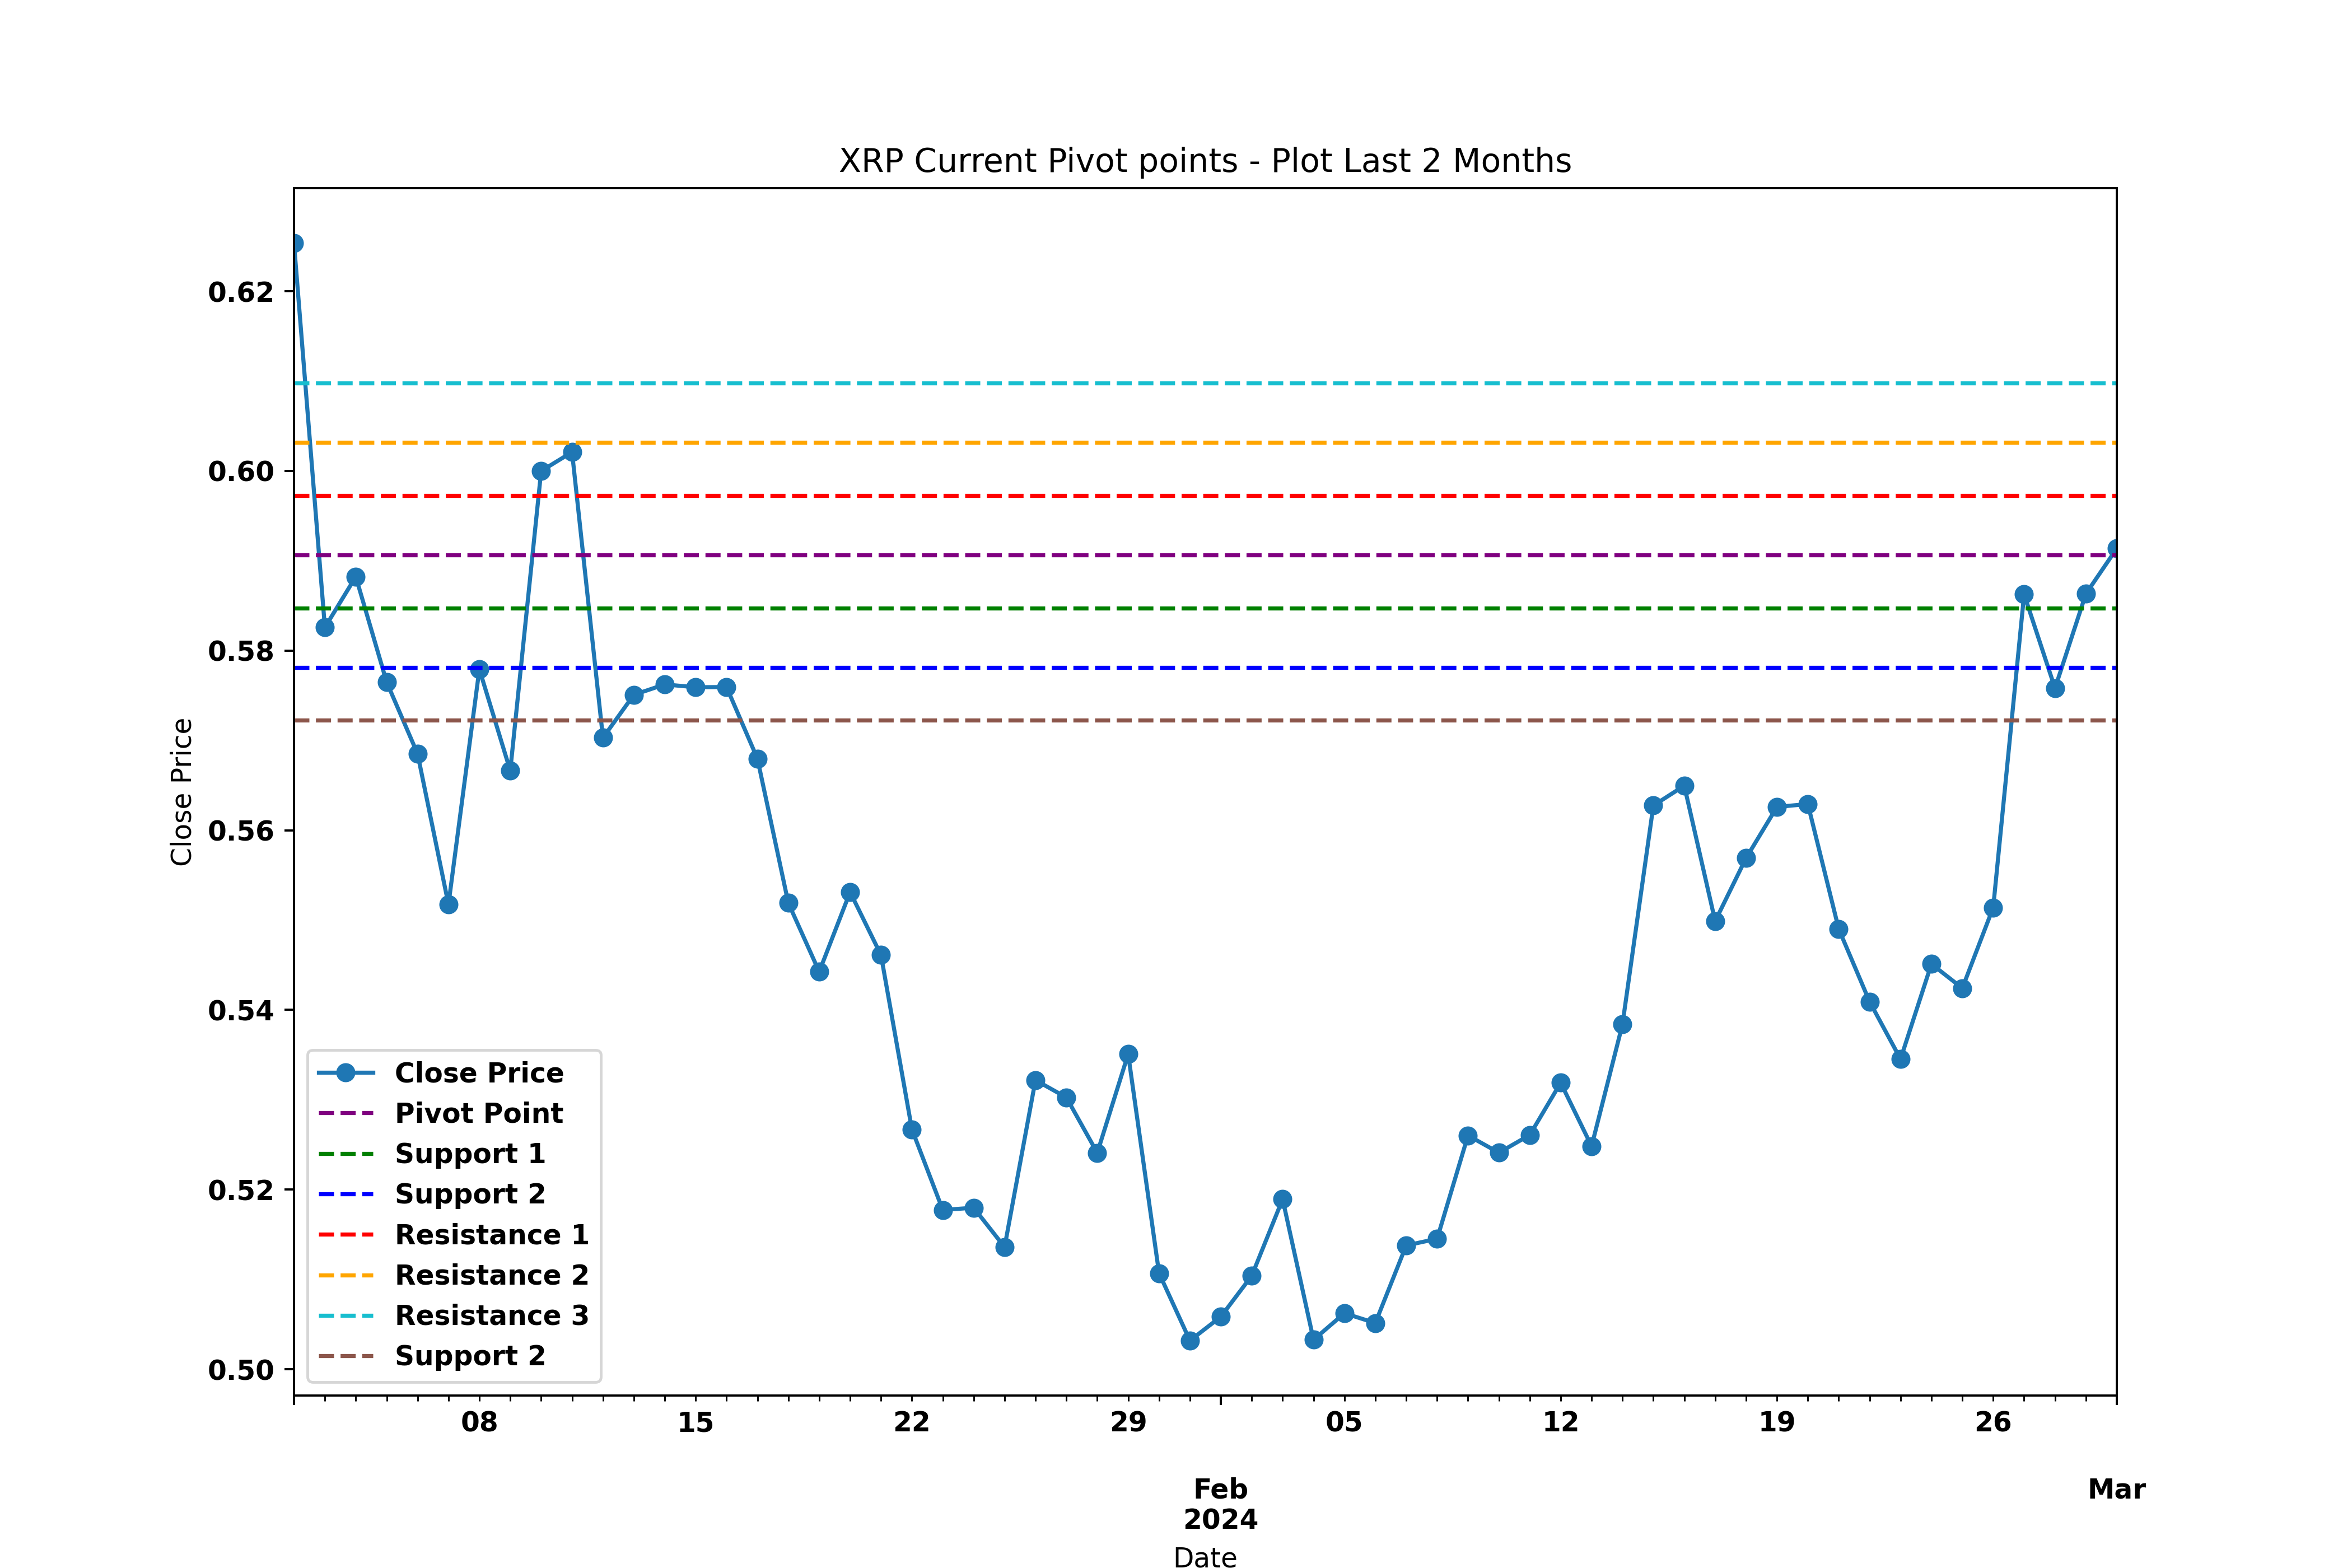 XRP Current Pivot points - Plot Last 2 Months
0.62
0.60
0.58
0.56
0.54
0.52
0.50
Close Price
Close Price
Pivot Point
Support 1
Support 2
Resistance 1
Resistance 2
Resistance 3
Support 2
08 15 22 29 05 12 19 26
Feb Mar
2024
Date